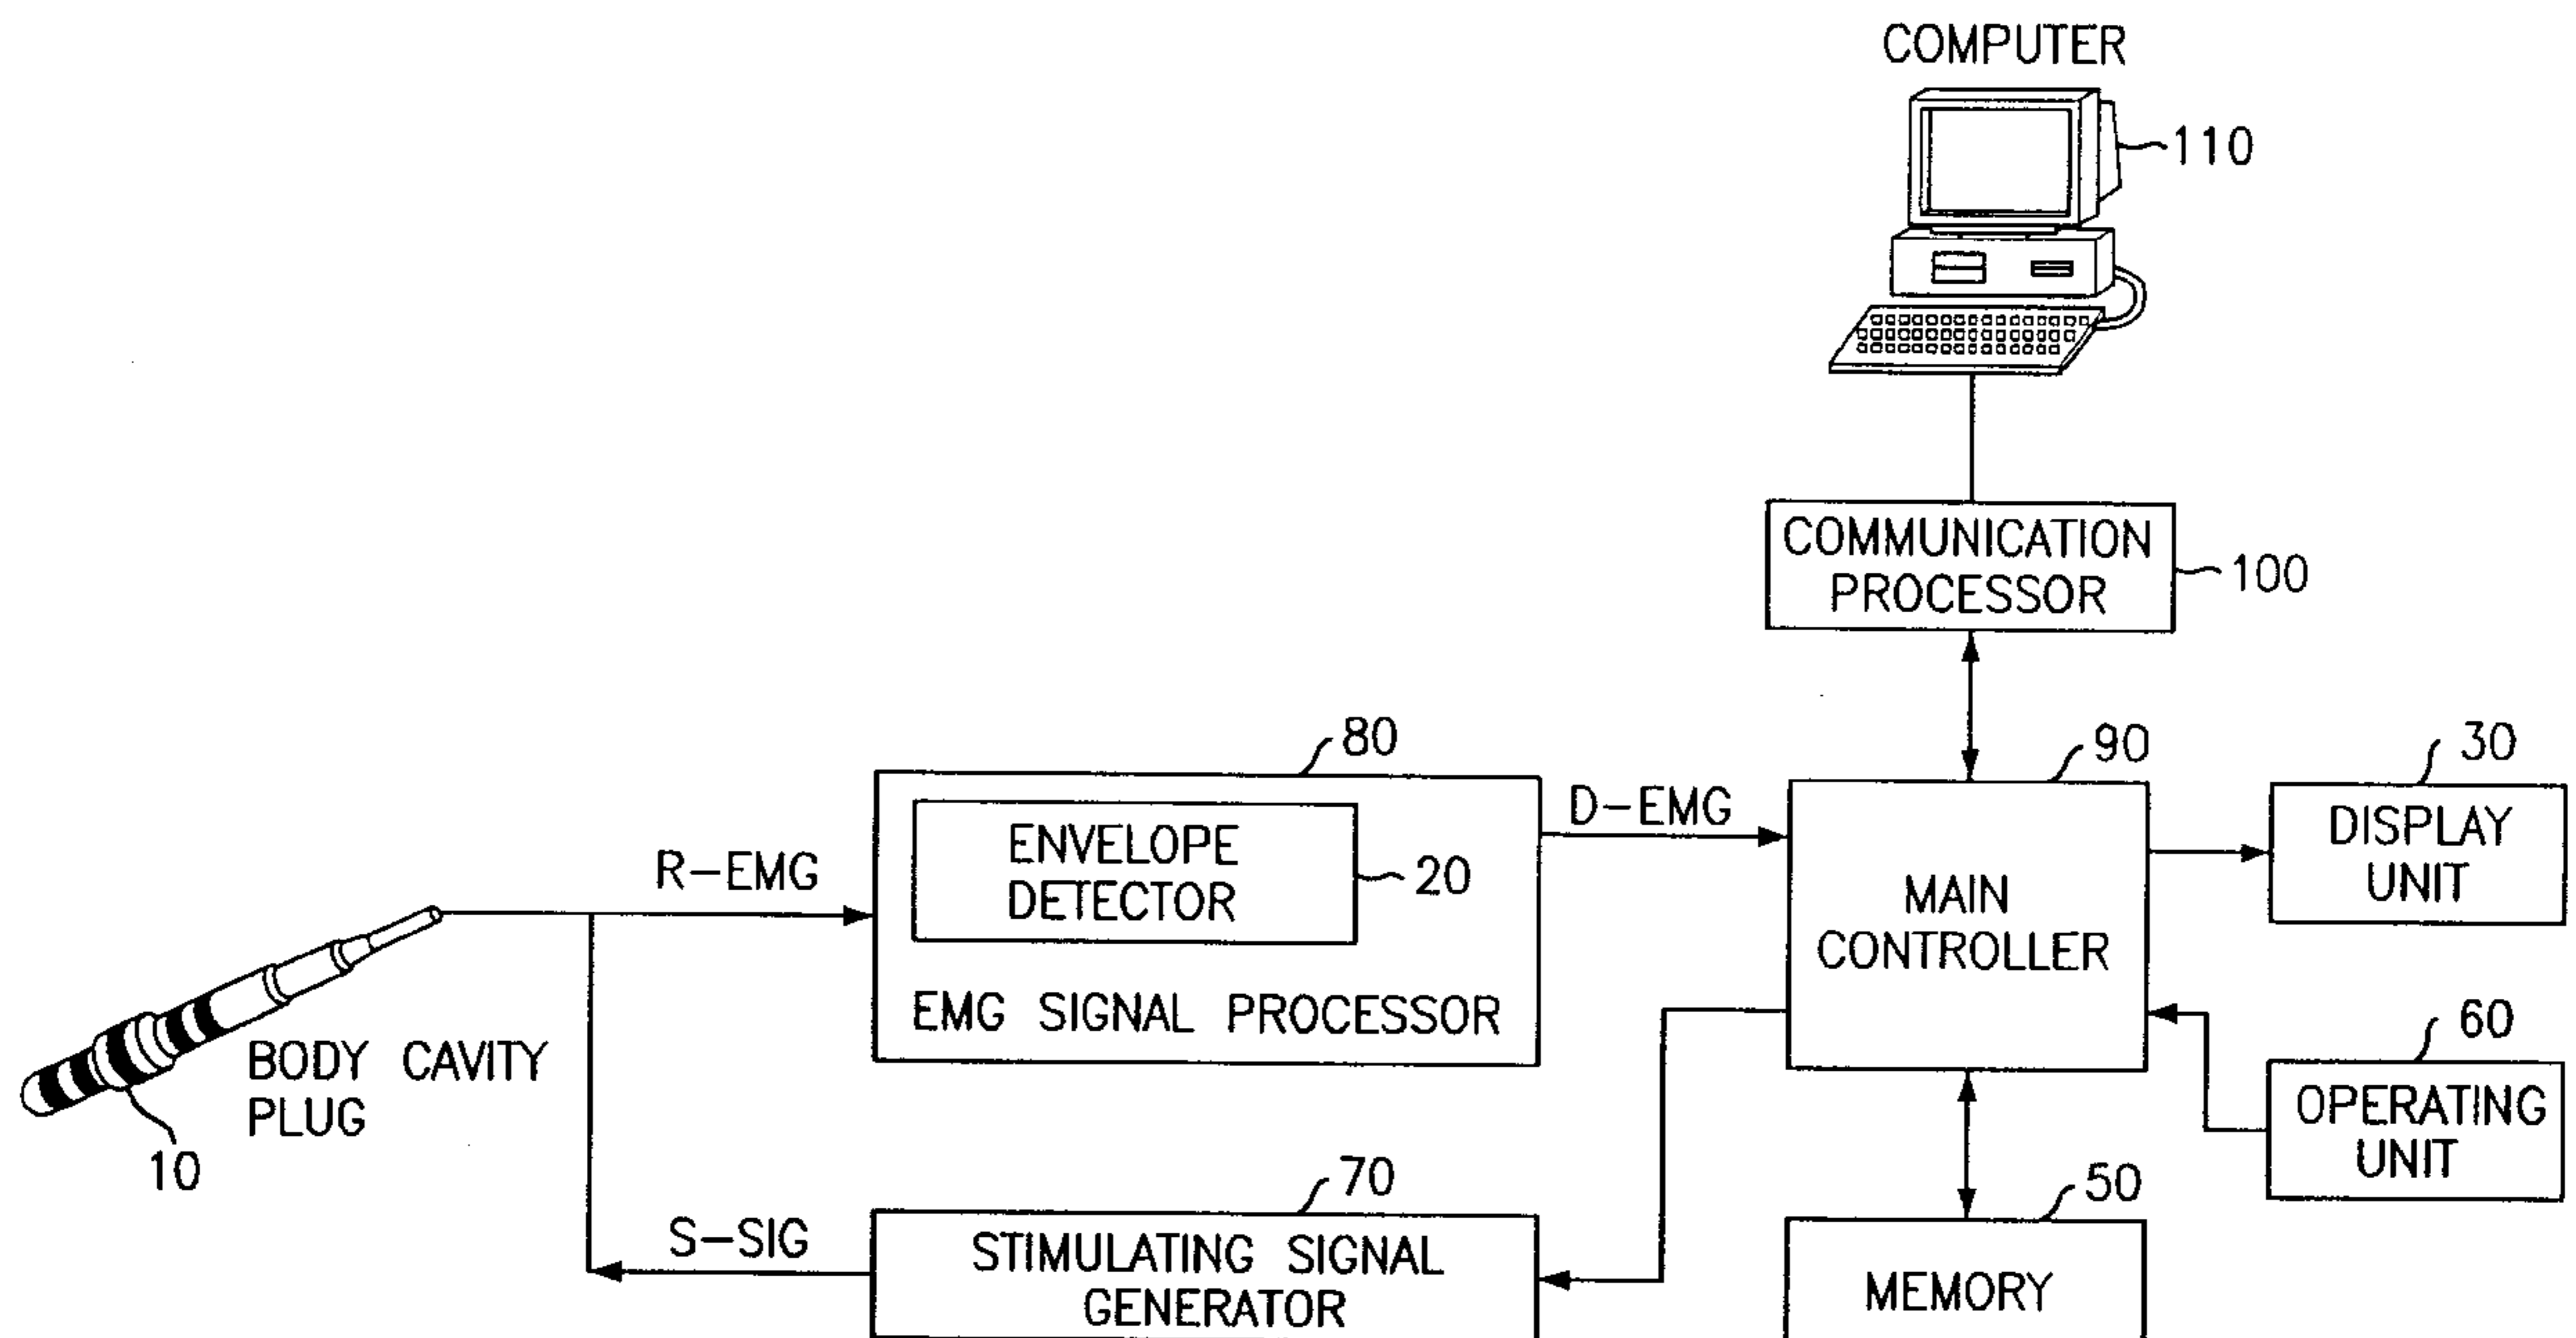 COMPUTER
110
COMMUNICATION
PROCESSOR
100
80
90
30
ENVELOPE
DETECTOR
20
EMG SIGNAL PROCESSOR
R-EMG
D-EMG
MAIN
CONTROLLER
DISPLAY
UNIT
BODY CAVITY
PLUG
10
60
OPERATING
UNIT
70
50
S-SIG
STIMULATING SIGNAL
GENERATOR
MEMORY